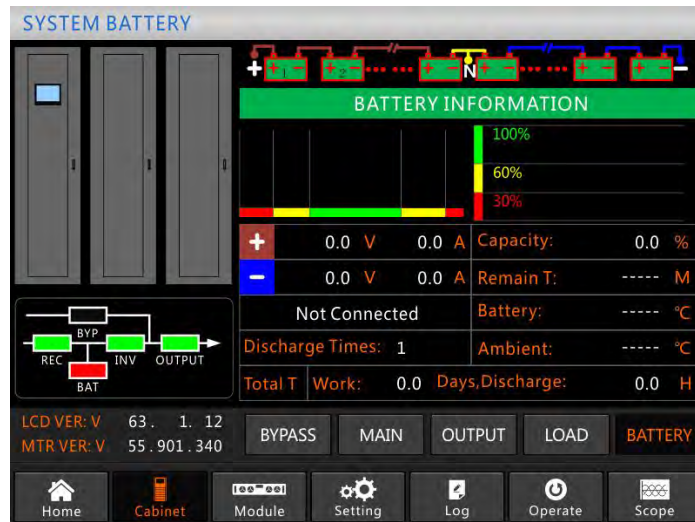 SYSTEM BATTERY
+ + 1 - + 2 - + - N + - + - + - -
BATTERY INFORMATION
100%
60%
30%
+ 0.0 V 0.0 A Capacity: 0.0 %
- 0.0 V 0.0 A Remain T: ----- M
Not Connected Battery: ----- ℃
Discharge Times: 1 Ambient: ----- ℃
Total T Work: 0.0 Days,Discharge: 0.0 H
BYP
REC INV OUTPUT
BAT
LCD VER: V 63. 1. 12
MTR VER: V 55.901.340
BYPASS MAIN OUTPUT LOAD BATTERY
Home Cabinet Module Setting Log Operate Scope